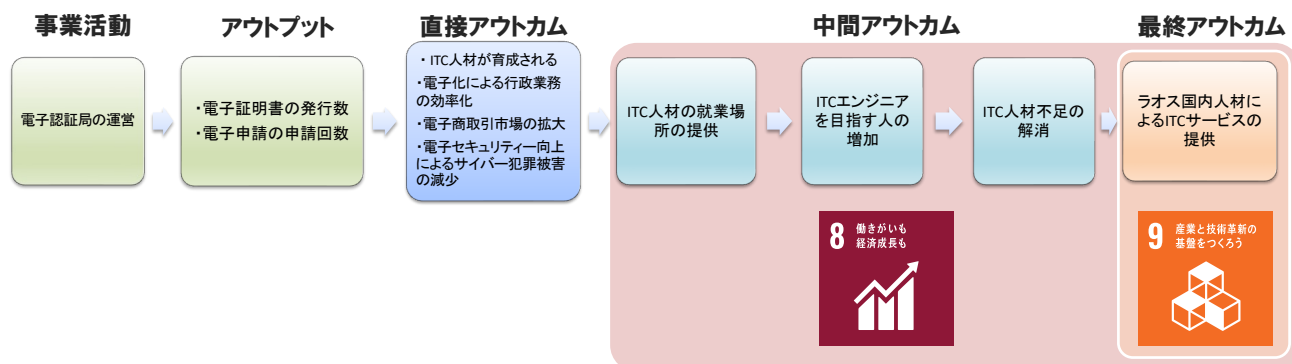 事業活動
アウトプット
直接アウトカム
中間アウトカム
最終アウトカム
電子認証局の運営
・電子証明書の発行数
・電子申請の申請回数
・ITC人材が育成される
・電子化による行政業務
の効率化
・電子商取引市場の拡大
・電子セキュリティー向上
によるサイバー犯罪被害
の減少
ITC人材の就業場
所の提供
ITCエンジニア
を目指す人の
増加
ITC人材不足の
解消
ラオス国内人材に
よるITCサービスの
提供
8 働きがいも
経済成長も
9 産業と技術革新の
基盤をつくろう